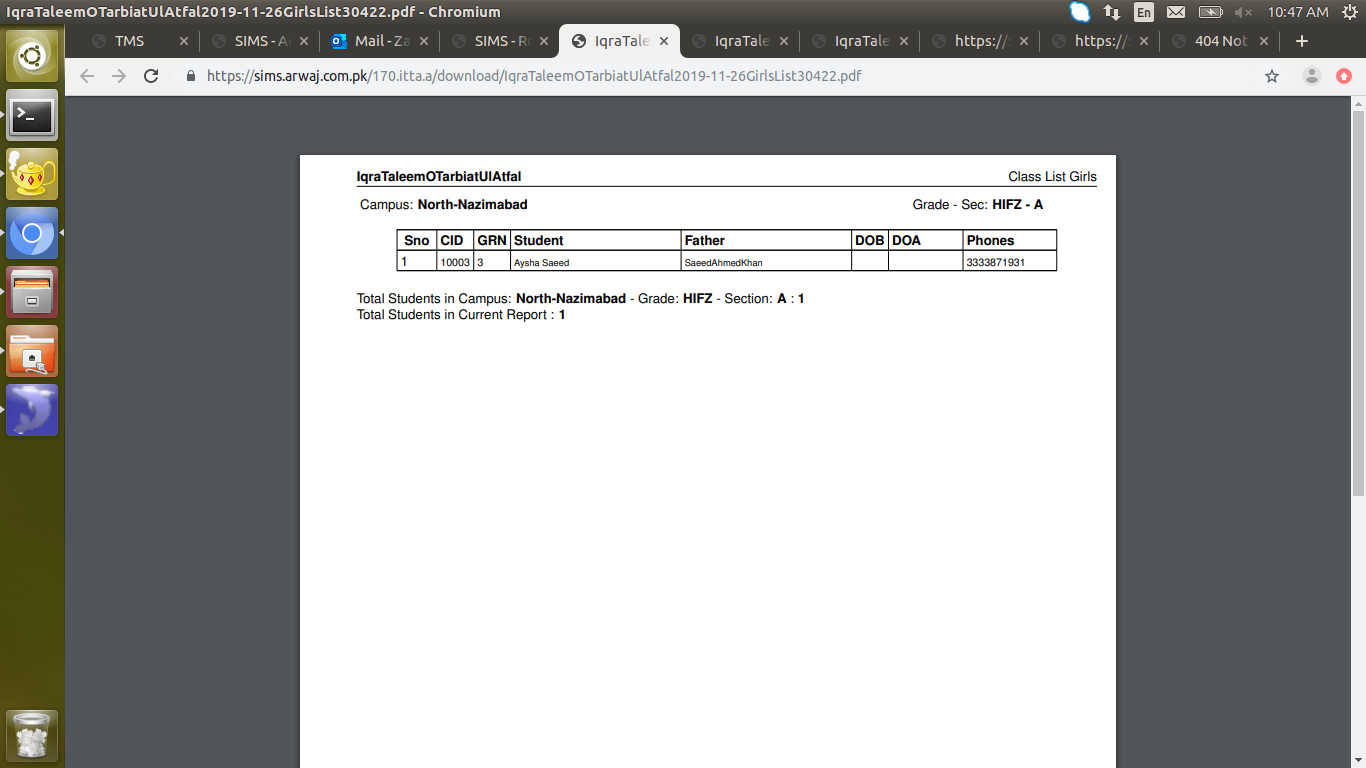 IqraTaleemOTarbiatUlAtfal2019-11-26GirlsList30422.pdf - Chromium
En
10:47 AM
TMS
SIMS - A
Mail - Za
SIMS - R
IqraTale
IqraTale
IqraTale
https://
https://
404 Not
https://sims.arwaj.com.pk/170.itta.a/download/IqraTaleemOTarbiatUlAtfal2019-11-26GirlsList30422.pdf
IqraTaleemOTarbiatUlAtfal Class List Girls
Campus: North-Nazimabad Grade - Sec: HIFZ - A
Sno CID GRN Student Father DOB DOA Phones
1 10003 3 Aysha Saeed SaeedAhmedKhan 3333871931
Total Students in Campus: North-Nazimabad - Grade: HIFZ - Section: A : 1
Total Students in Current Report : 1